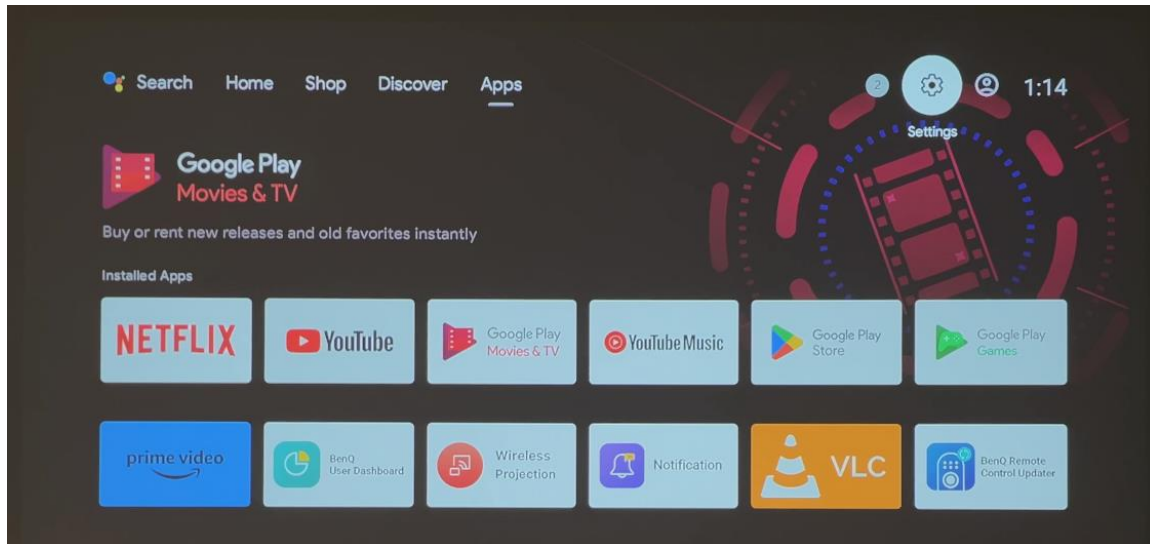 Search Home Shop Discover Apps
2 1:14
Settings
Google Play
Movies & TV
Buy or rent new releases and old favorites instantly
Installed Apps
NETFLIX
YouTube
Google Play
Movies & TV
YouTube Music
Google Play
Store
Google Play
Games
prime video
BenQ
User Dashboard
Wireless
Projection
Notification
VLC
BenQ Remote
Control Updater